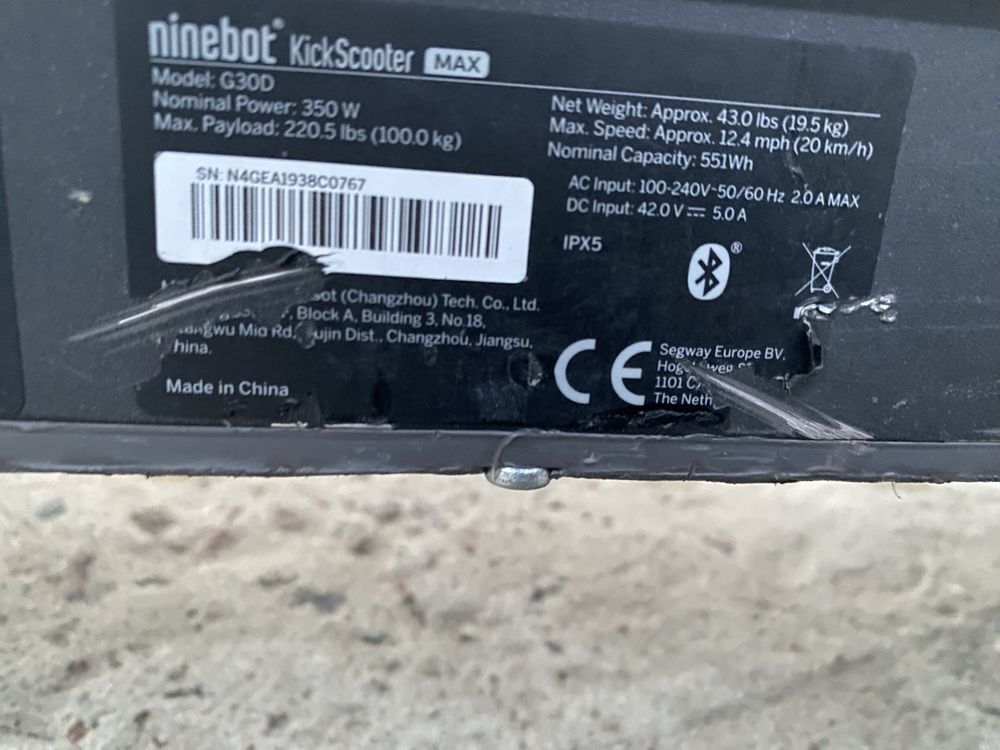 ninebot KickScooter MAX
Model: G30D
Nominal Power: 350 W
Max. Payload: 220.5 lbs (100.0 kg)
SN: N4GEA1938C0767
(Changzhou) Tech. Co., Ltd.
Block A, Building 3, No.18,
Rd, Dist., Changzhou, Jiangsu,
Made in China
Net Weight: Approx. 43.0 lbs (19.5 kg)
Max. Speed: Approx. 12.4 mph (20 km/h)
Nominal Capacity: 551Wh
AC Input: 100-240V~50/60 Hz 2.0 A MAX
DC Input: 42.0 V⎓ 5.0 A
IPX5
®
CE
Segway Europe BV,
1101
The